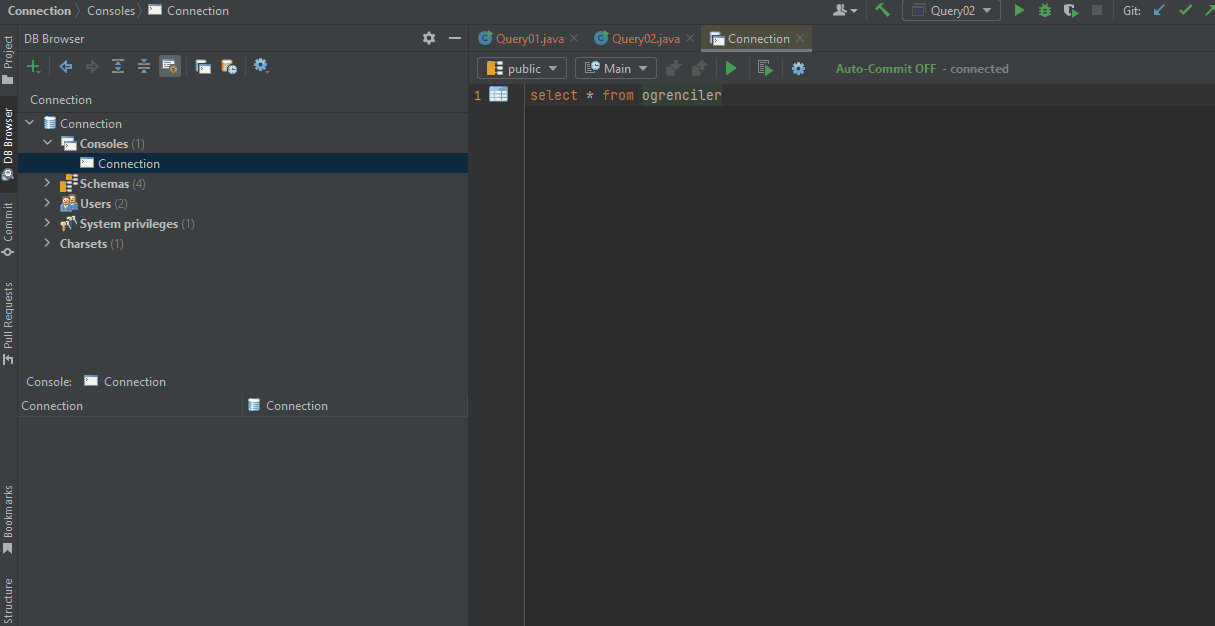 Connection Consoles Connection
Query02 Git:
DB Browser
Query01.java Query02.java Connection
public Main Auto-Commit OFF - connected
Connection
1 select * from ogrenciler
Connection
Consoles (1)
Connection
Schemas (4)
Users (2)
System privileges (1)
Charsets (1)
Console: Connection
Connection Connection
Project
DB Browser
Commit
Pull Requests
Bookmarks
Structure